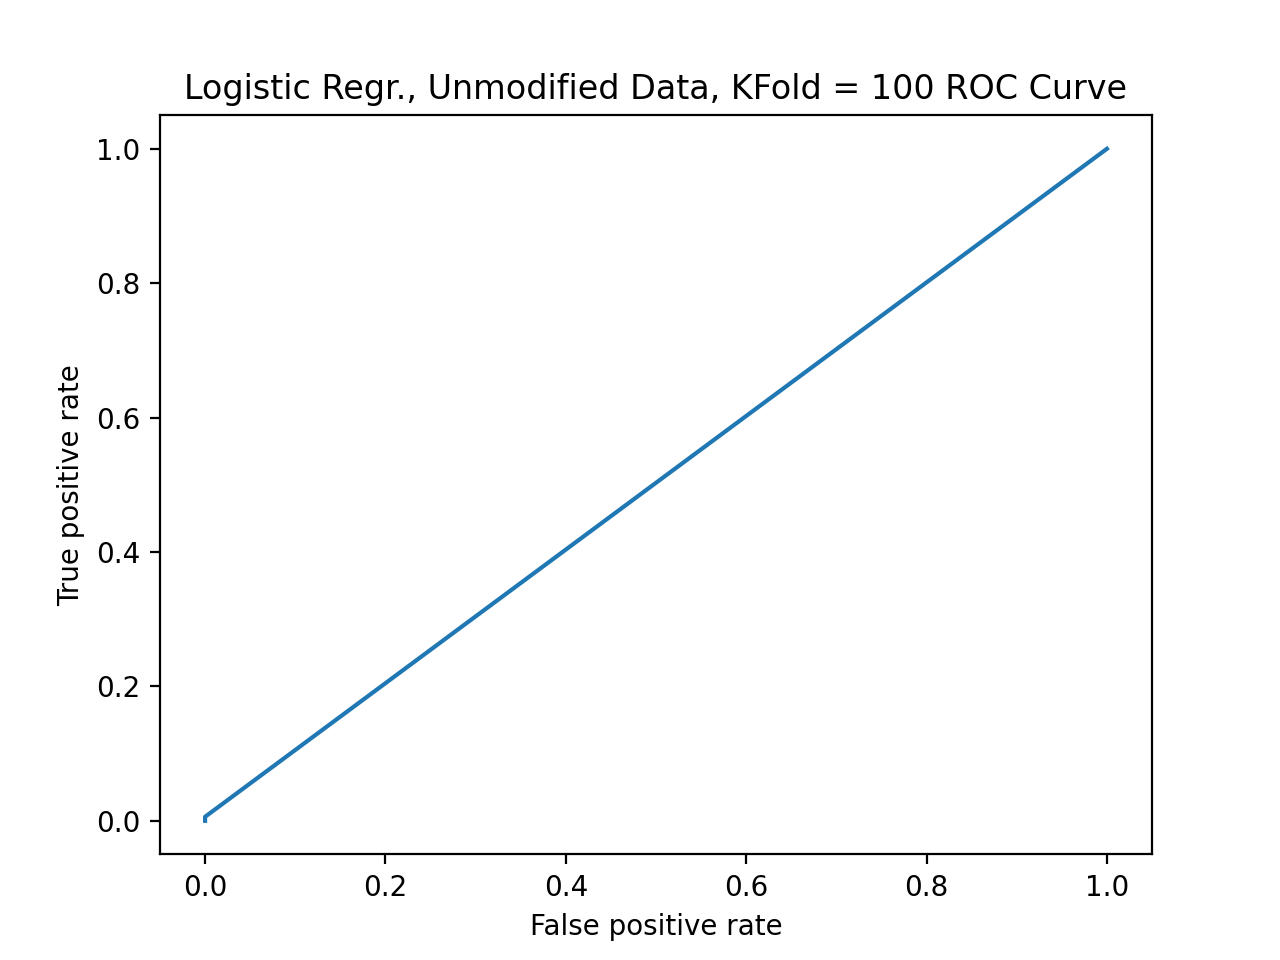 Logistic Regr., Unmodified Data, KFold = 100 ROC Curve
1.0
0.8
0.6
0.4
0.2
0.0
True positive rate
0.0 0.2 0.4 0.6 0.8 1.0
False positive rate